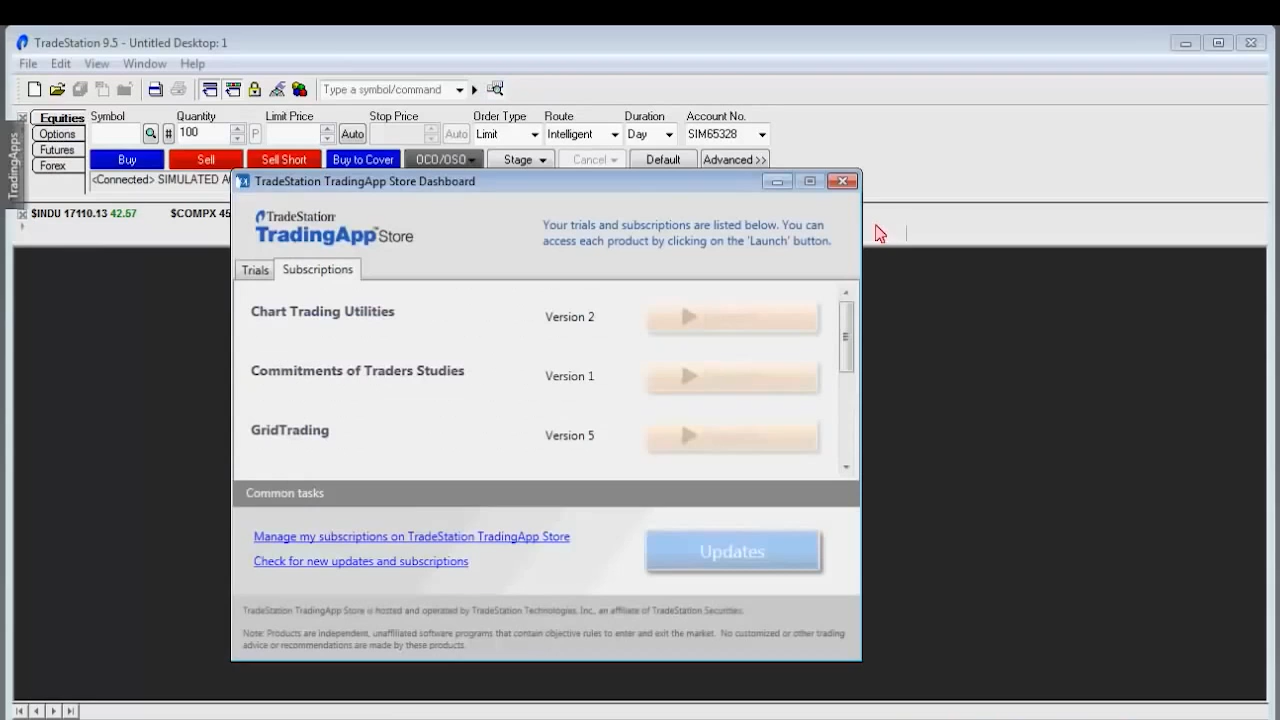 TradeStation 9.5 - Untitled Desktop: 1
File Edit View Window Help
Type a symbol/command
TradingApps
Equities Symbol Quantity Limit Price Stop Price Order Type Route Duration Account No.
Options # 100 P Auto Auto Limit Intelligent Day SIM65328
Futures Buy Sell Sell Short Buy to Cover OCO/OSO Stage Cancel Default Advanced >>
Forex
<Connected> SIMULATED A
$INDU 17110.13 42.57 $COMPX 45
TradeStation TradingApp Store Dashboard
TradeStation
TradingApp™Store
Your trials and subscriptions are listed below. You can
access each product by clicking on the 'Launch' button.
Trials Subscriptions
Chart Trading Utilities Version 2
Commitments of Traders Studies Version 1
GridTrading Version 5
Common tasks
Manage my subscriptions on TradeStation TradingApp Store
Check for new updates and subscriptions
Updates
TradeStation TradingApp Store is hosted and operated by TradeStation Technologies, Inc., an affiliate of TradeStation Securities.
Note: Products are independent, unaffiliated software programs that contain objective rules to enter and exit the market. No customized or other trading
advice or recommendations are made by these products.